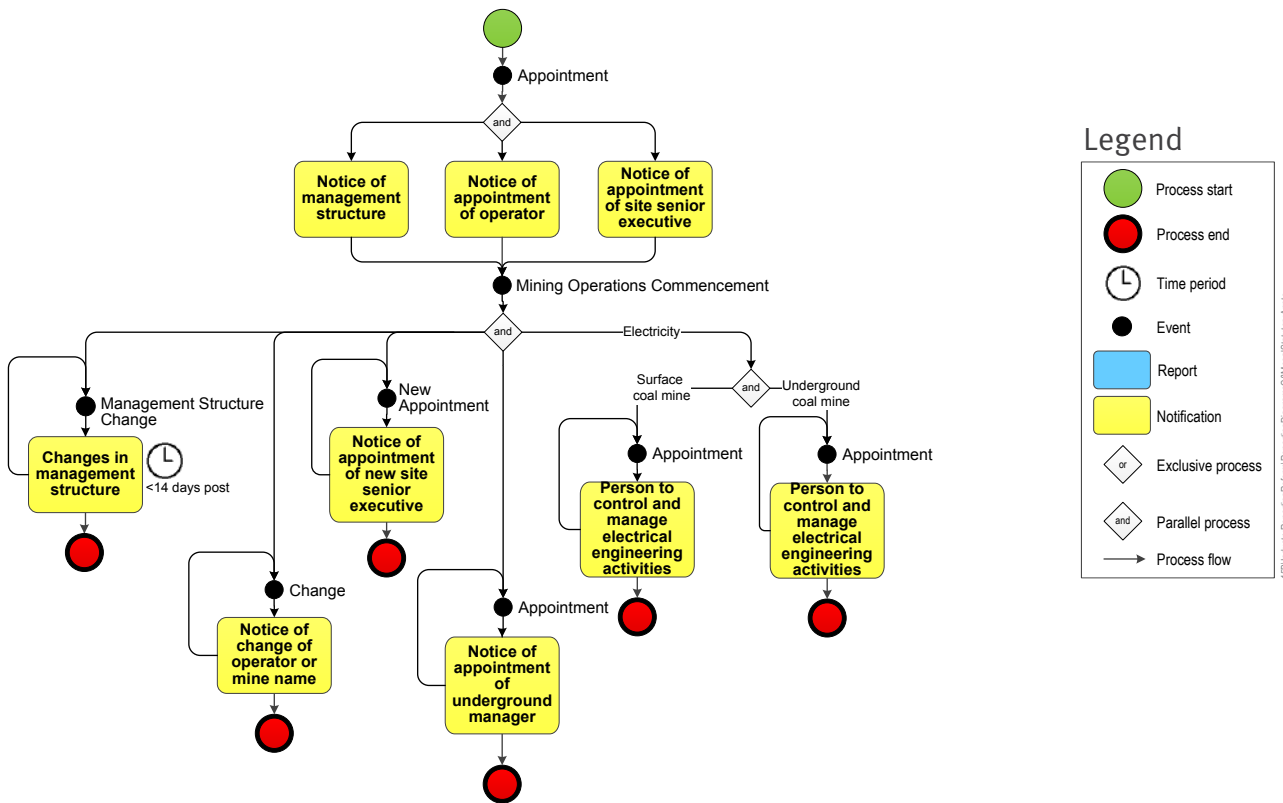 Appointment
and
Notice of
management
structure
Notice of
appointment
of operator
Notice of
appointment
of site senior
executive
Mining Operations Commencement
and
Electricity
and
Surface
coal mine
Underground
coal mine
Management Structure
Change
Changes in
management
structure
<14 days post
New
Appointment
Notice of
appointment
of new site
senior
executive
Appointment
Person to
control and
manage
electrical
engineering
activities
Appointment
Person to
control and
manage
electrical
engineering
activities
Change
Notice of
change of
operator or
mine name
Appointment
Notice of
appointment
of
underground
manager
Legend
Process start
Process end
Time period
Event
Report
Notification
or
Exclusive process
and
Parallel process
Process flow